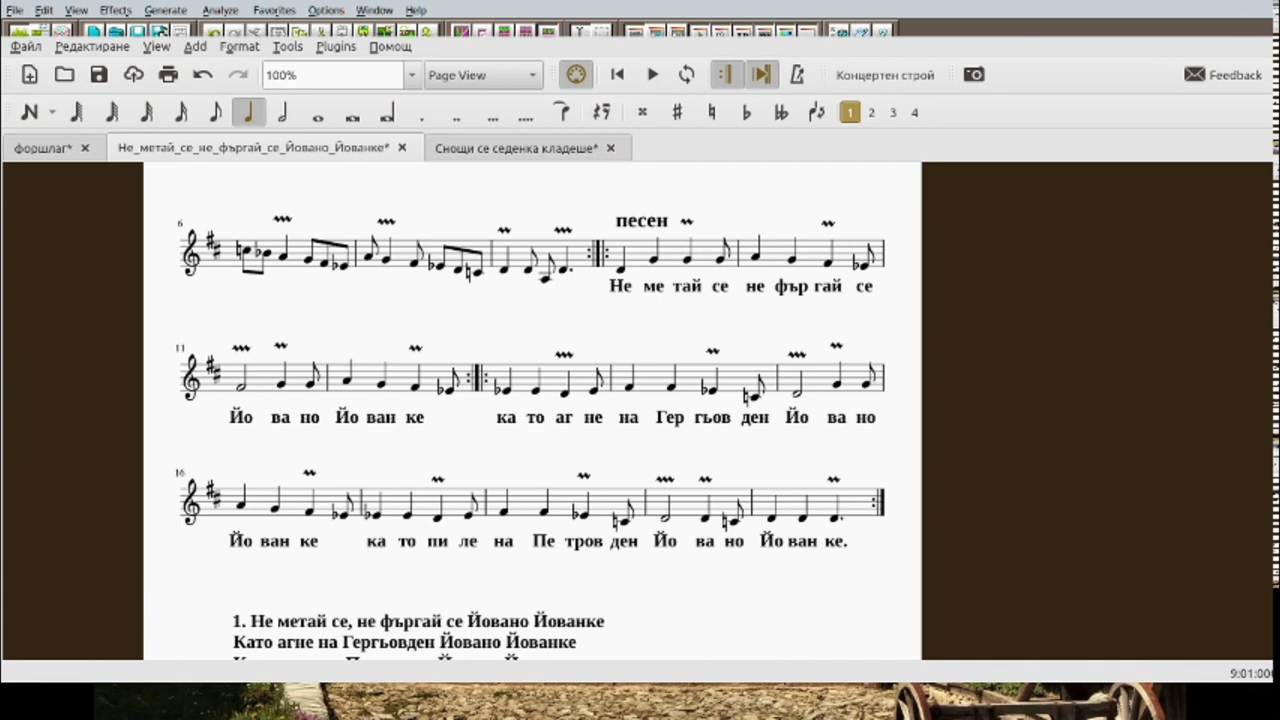 File Edit View Effects Generate Analyze Favorites Options Window Help
Файл Редактиране View Add Format Tools Plugins Помощ
100% Page View Концертен строй Feedback
1 2 3 4
форшлаг* Не_метай_се_не_фъргай_се_Йовано_Йованке* Снощи се седенка кладеше*
6 песен
Не ме тай се не фър гай се
11
Йо ва но Йо ван ке ка то аг не на Гер гьов ден Йо ва но
16
Йо ван ке ка то пи ле на Пе тров ден Йо ва но Йо ван ке.
1. Не метай се, не фъргай се Йовано Йованке
Като агне на Гергьовден Йовано Йованке